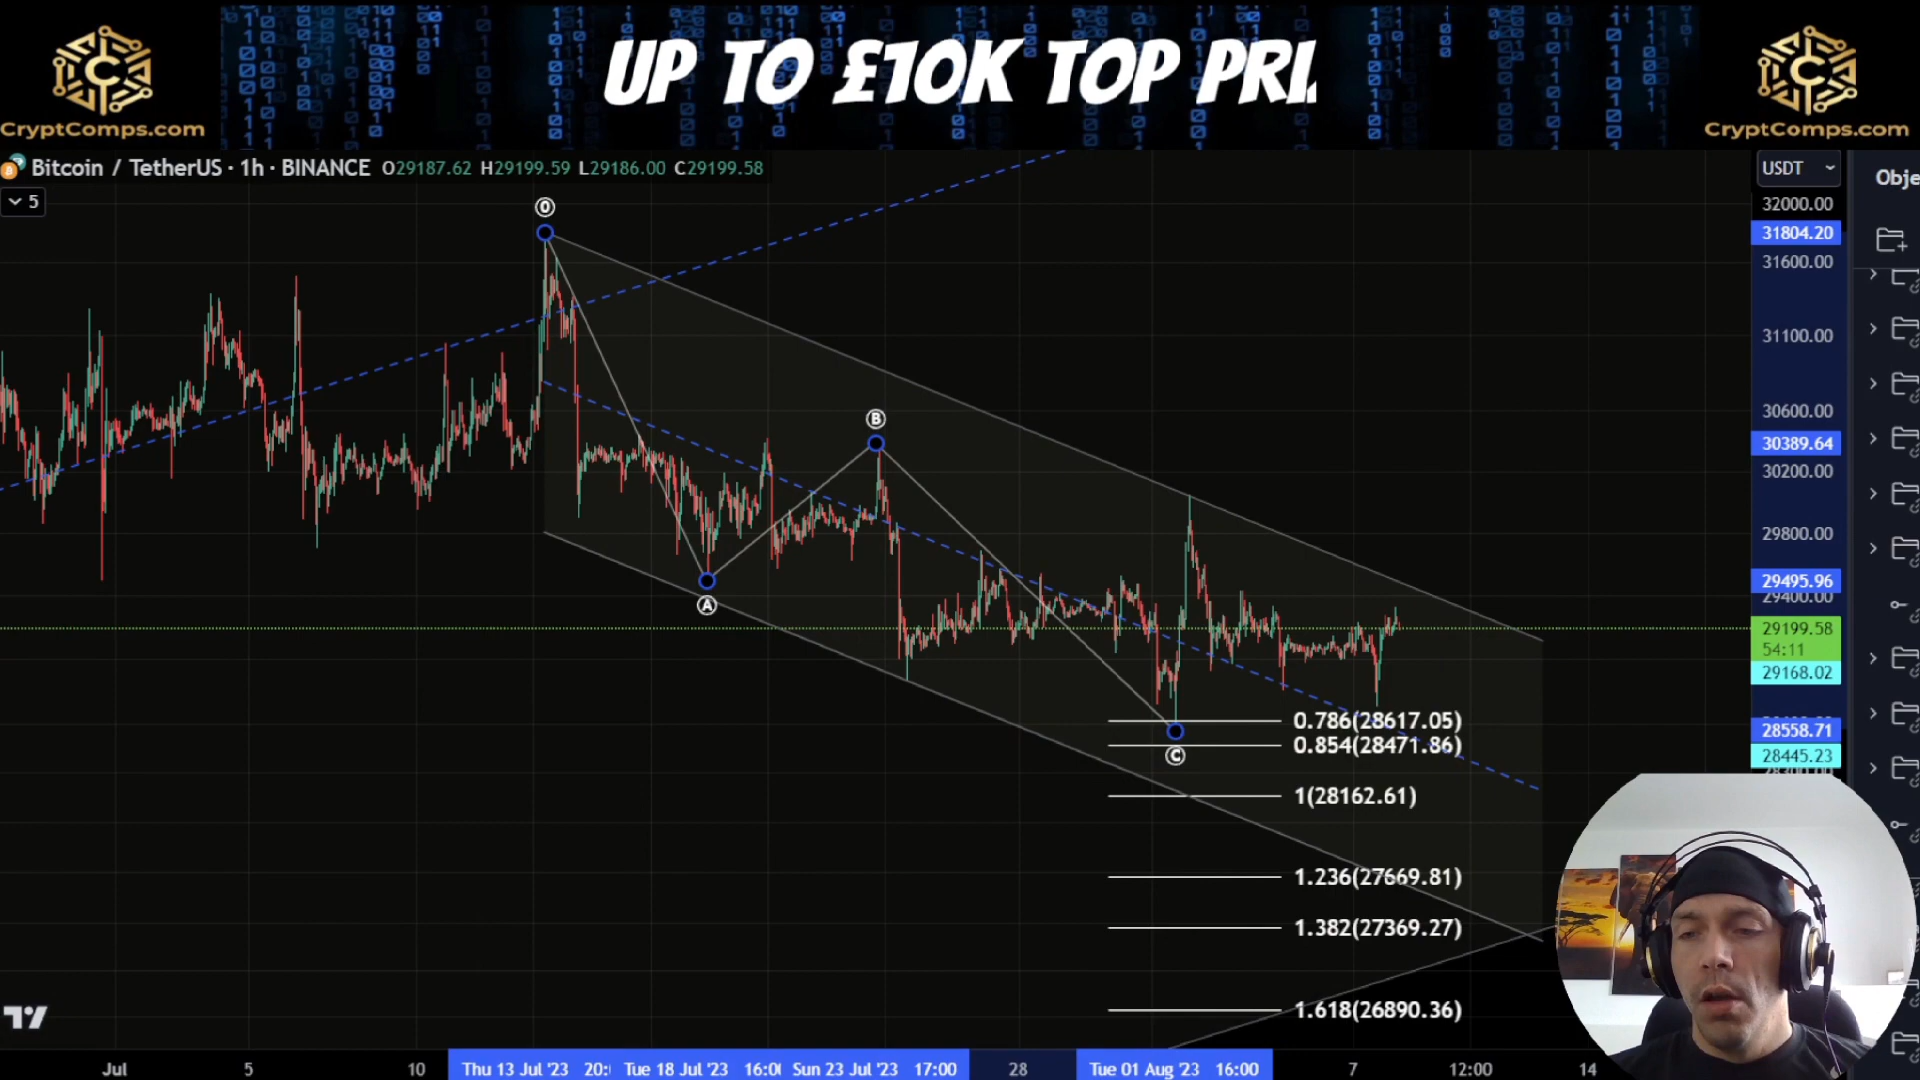 UP TO £10K TOP PRI
CryptComps.com
CryptComps.com
Bitcoin / TetherUS · 1h · BINANCE O29187.62 H29199.59 L29186.00 C29199.58
5
USDT
Obje
32000.00
31804.20
31600.00
31100.00
30600.00
30389.64
30200.00
29800.00
29495.96
29400.00
29199.58
54:11
29168.02
28558.71
28445.23
0
A
B
C
0.786(28617.05)
0.854(28471.86)
1(28162.61)
1.236(27669.81)
1.382(27369.27)
1.618(26890.36)
Jul 5 10 Thu 13 Jul '23 20: Tue 18 Jul '23 16:00 Sun 23 Jul '23 17:00 28 Tue 01 Aug '23 16:00 7 12:00 14